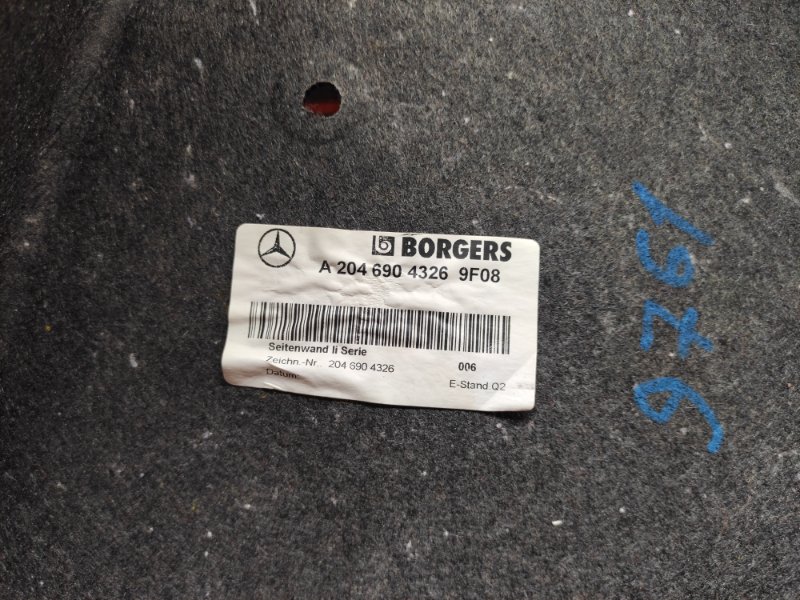 BORGERS
A 204 690 4326 9F08
Seitenwand li Serie
Zeichn.-Nr. 204 690 4326 006
Datum: E-Stand Q2
9761